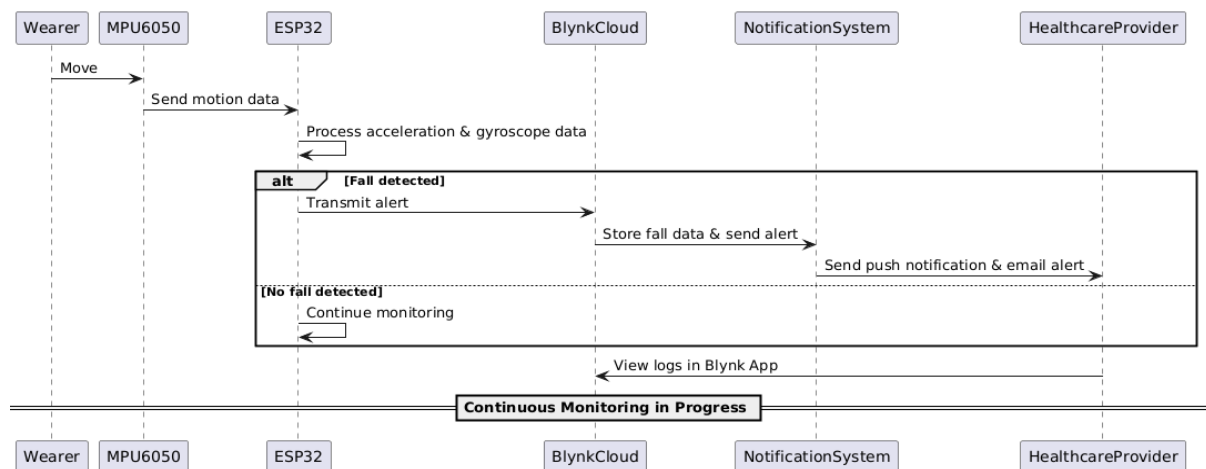 Wearer MPU6050 ESP32 BlynkCloud NotificationSystem HealthcareProvider
Move
Send motion data
Process acceleration & gyroscope data
alt [Fall detected]
Transmit alert
Store fall data & send alert
Send push notification & email alert
[No fall detected]
Continue monitoring
View logs in Blynk App
Continuous Monitoring in Progress
Wearer MPU6050 ESP32 BlynkCloud NotificationSystem HealthcareProvider